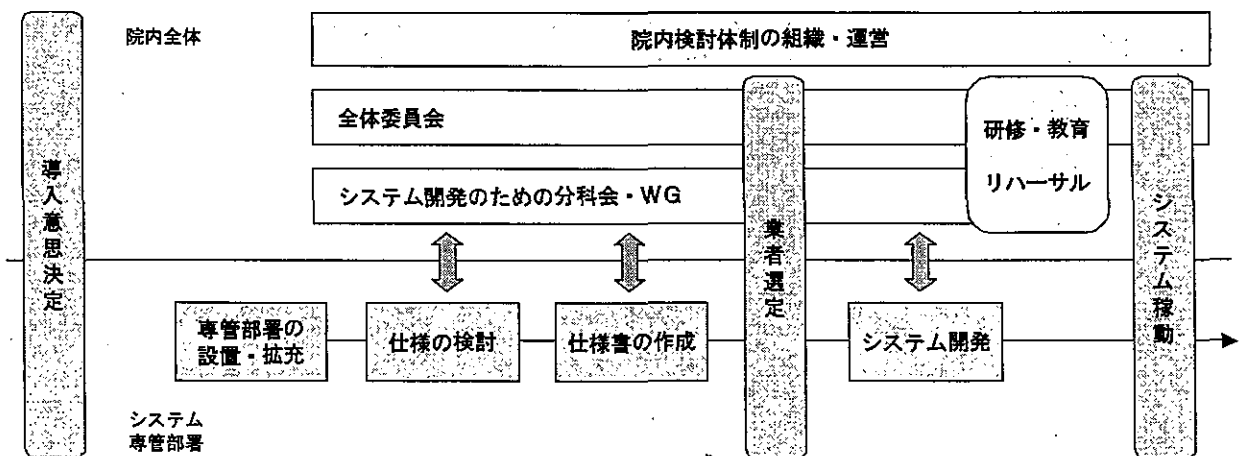 院内全体
院内検討体制の組織・運営
全体委員会
研修・教育
リハーサル
システム開発のための分科会・WG
導入意思決定
業者選定
システム稼動
専管部署の
設置・拡充
仕様の検討
仕様書の作成
システム開発
システム
専管部署